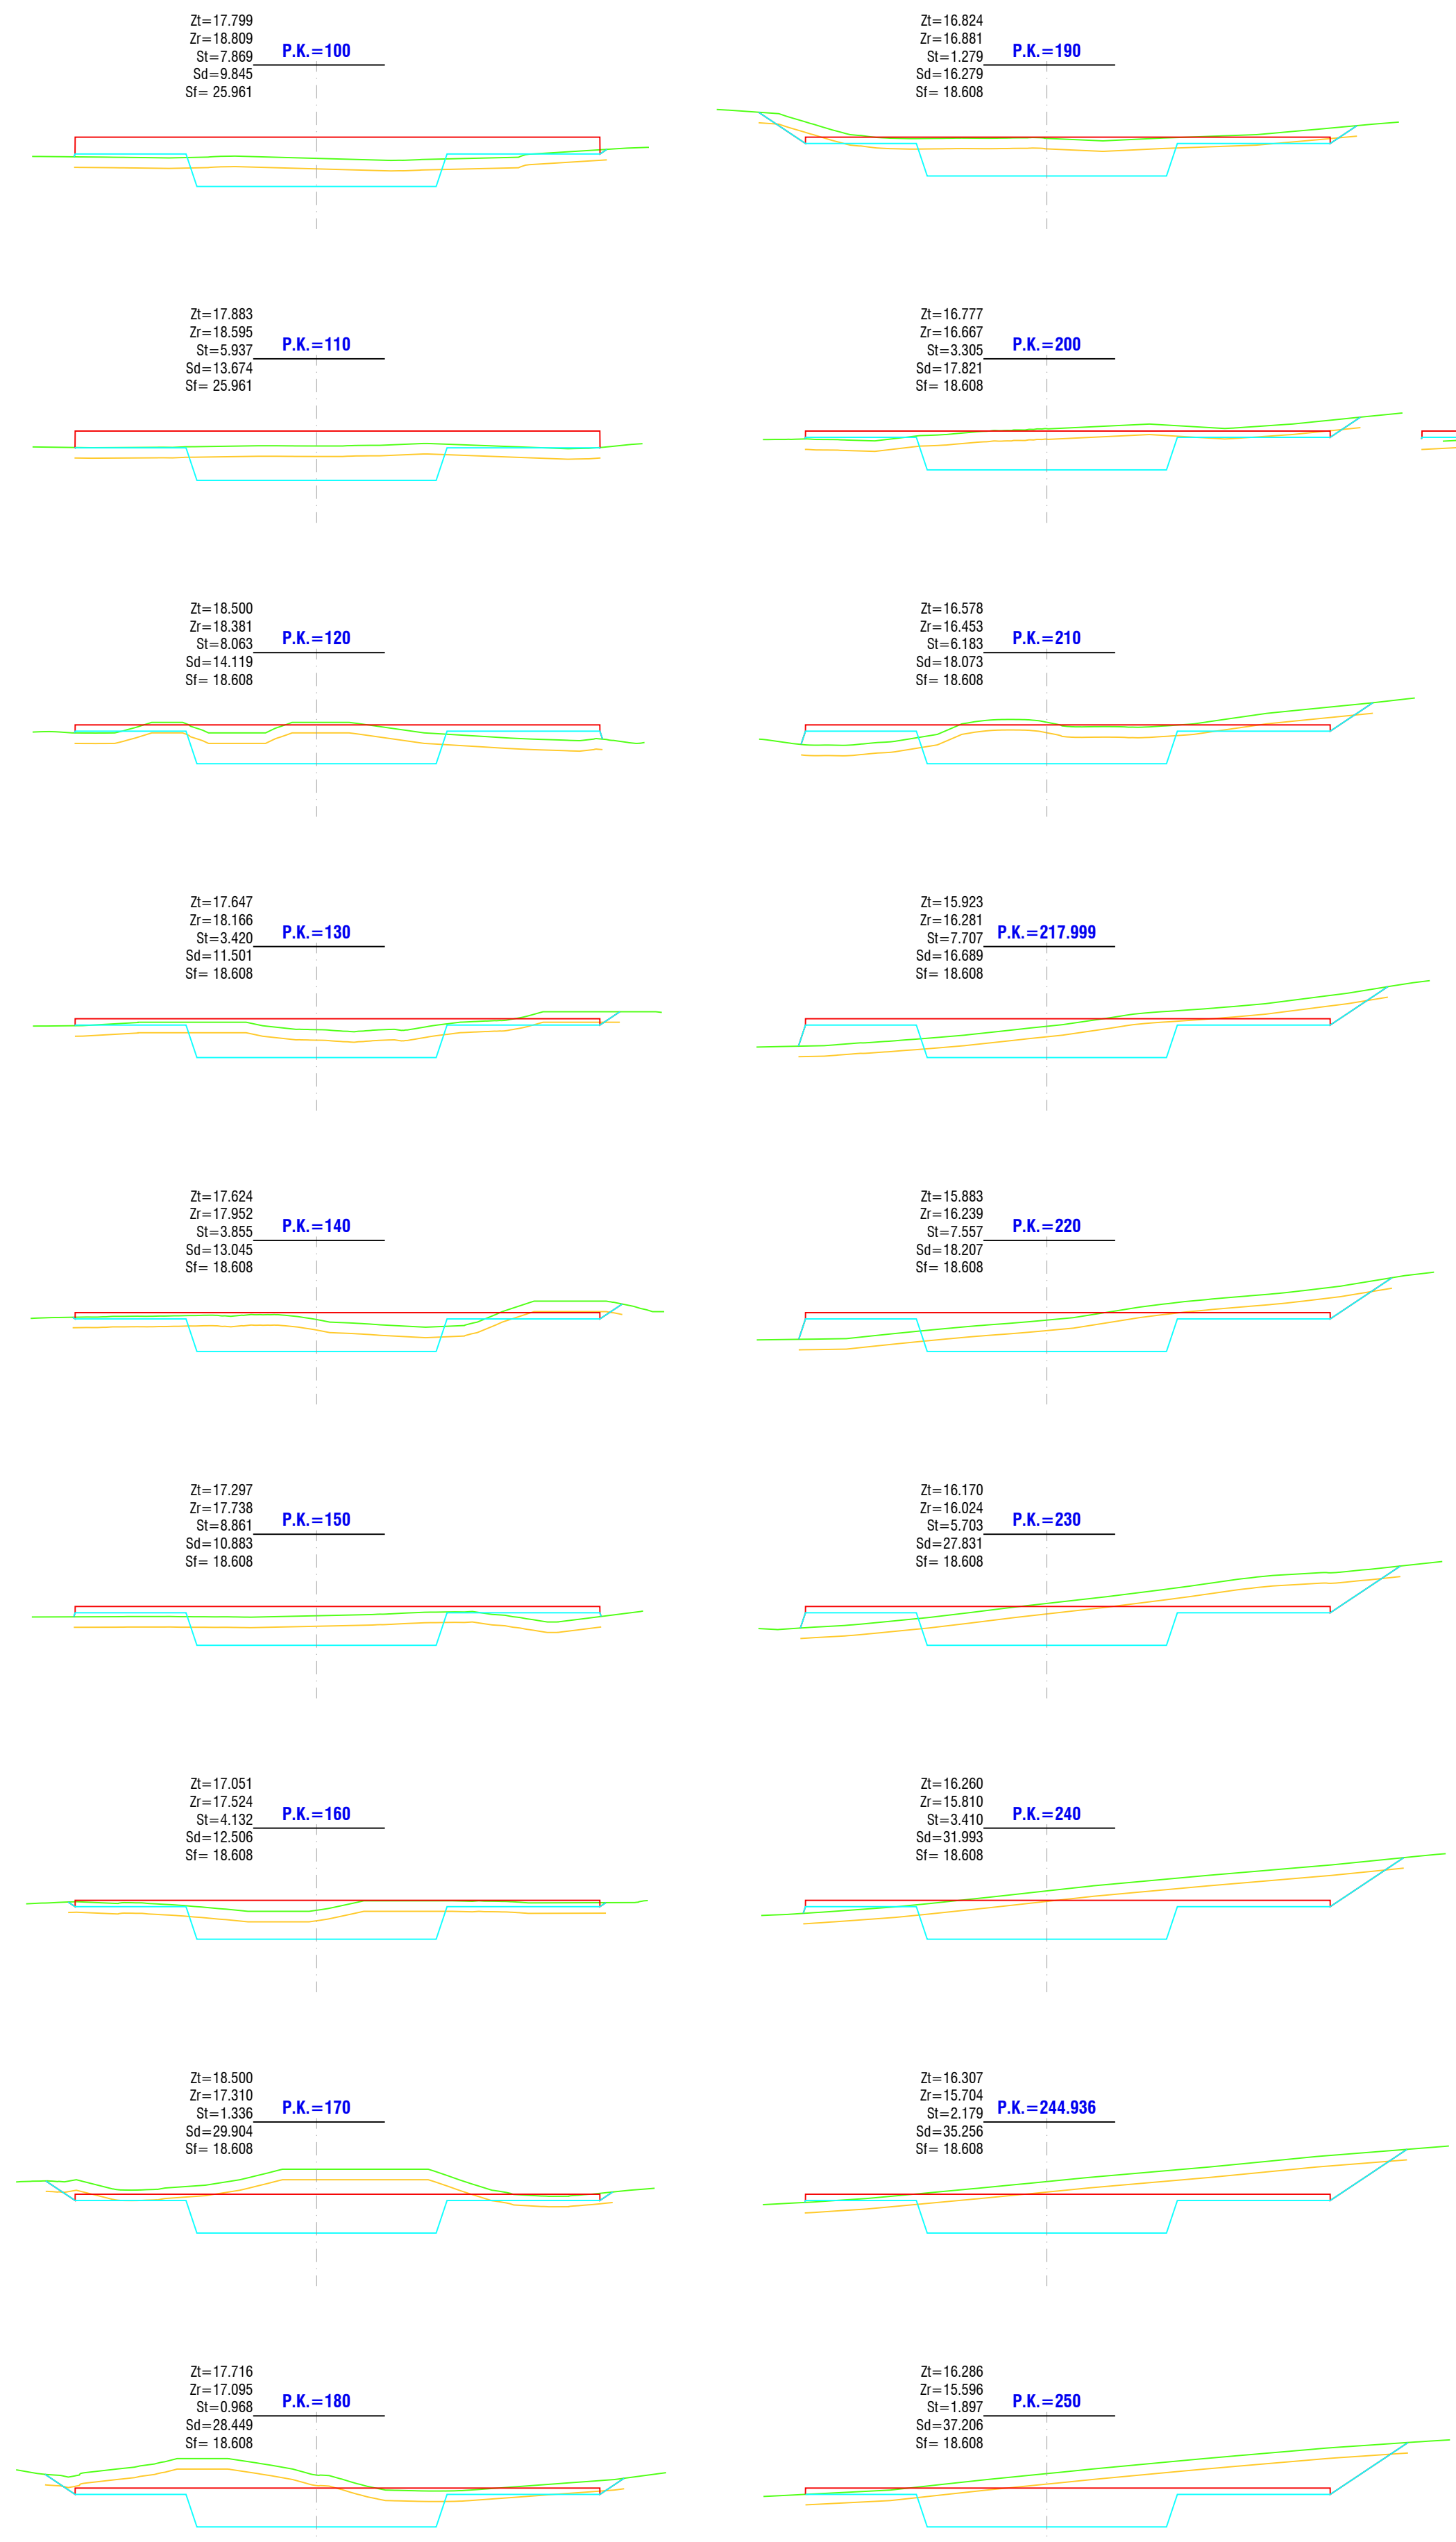 Zt=17.799
Zr=18.809
St=7.869
Sd=9.845
Sf= 25.961
P.K.=100
Zt=17.883
Zr=18.595
St=5.937
Sd=13.674
Sf= 25.961
P.K.=110
Zt=18.500
Zr=18.381
St=8.063
Sd=14.119
Sf= 18.608
P.K.=120
Zt=17.647
Zr=18.166
St=3.420
Sd=11.501
Sf= 18.608
P.K.=130
Zt=17.624
Zr=17.952
St=3.855
Sd=13.045
Sf= 18.608
P.K.=140
Zt=17.297
Zr=17.738
St=8.861
Sd=10.883
Sf= 18.608
P.K.=150
Zt=17.051
Zr=17.524
St=4.132
Sd=12.506
Sf= 18.608
P.K.=160
Zt=18.500
Zr=17.310
St=1.336
Sd=29.904
Sf= 18.608
P.K.=170
Zt=17.716
Zr=17.095
St=0.968
Sd=28.449
Sf= 18.608
P.K.=180
Zt=16.824
Zr=16.881
St=1.279
Sd=16.279
Sf= 18.608
P.K.=190
Zt=16.777
Zr=16.667
St=3.305
Sd=17.821
Sf= 18.608
P.K.=200
Zt=16.578
Zr=16.453
St=6.183
Sd=18.073
Sf= 18.608
P.K.=210
Zt=15.923
Zr=16.281
St=7.707
Sd=16.689
Sf= 18.608
P.K.=217.999
Zt=15.883
Zr=16.239
St=7.557
Sd=18.207
Sf= 18.608
P.K.=220
Zt=16.170
Zr=16.024
St=5.703
Sd=27.831
Sf= 18.608
P.K.=230
Zt=16.260
Zr=15.810
St=3.410
Sd=31.993
Sf= 18.608
P.K.=240
Zt=16.307
Zr=15.704
St=2.179
Sd=35.256
Sf= 18.608
P.K.=244.936
Zt=16.286
Zr=15.596
St=1.897
Sd=37.206
Sf= 18.608
P.K.=250